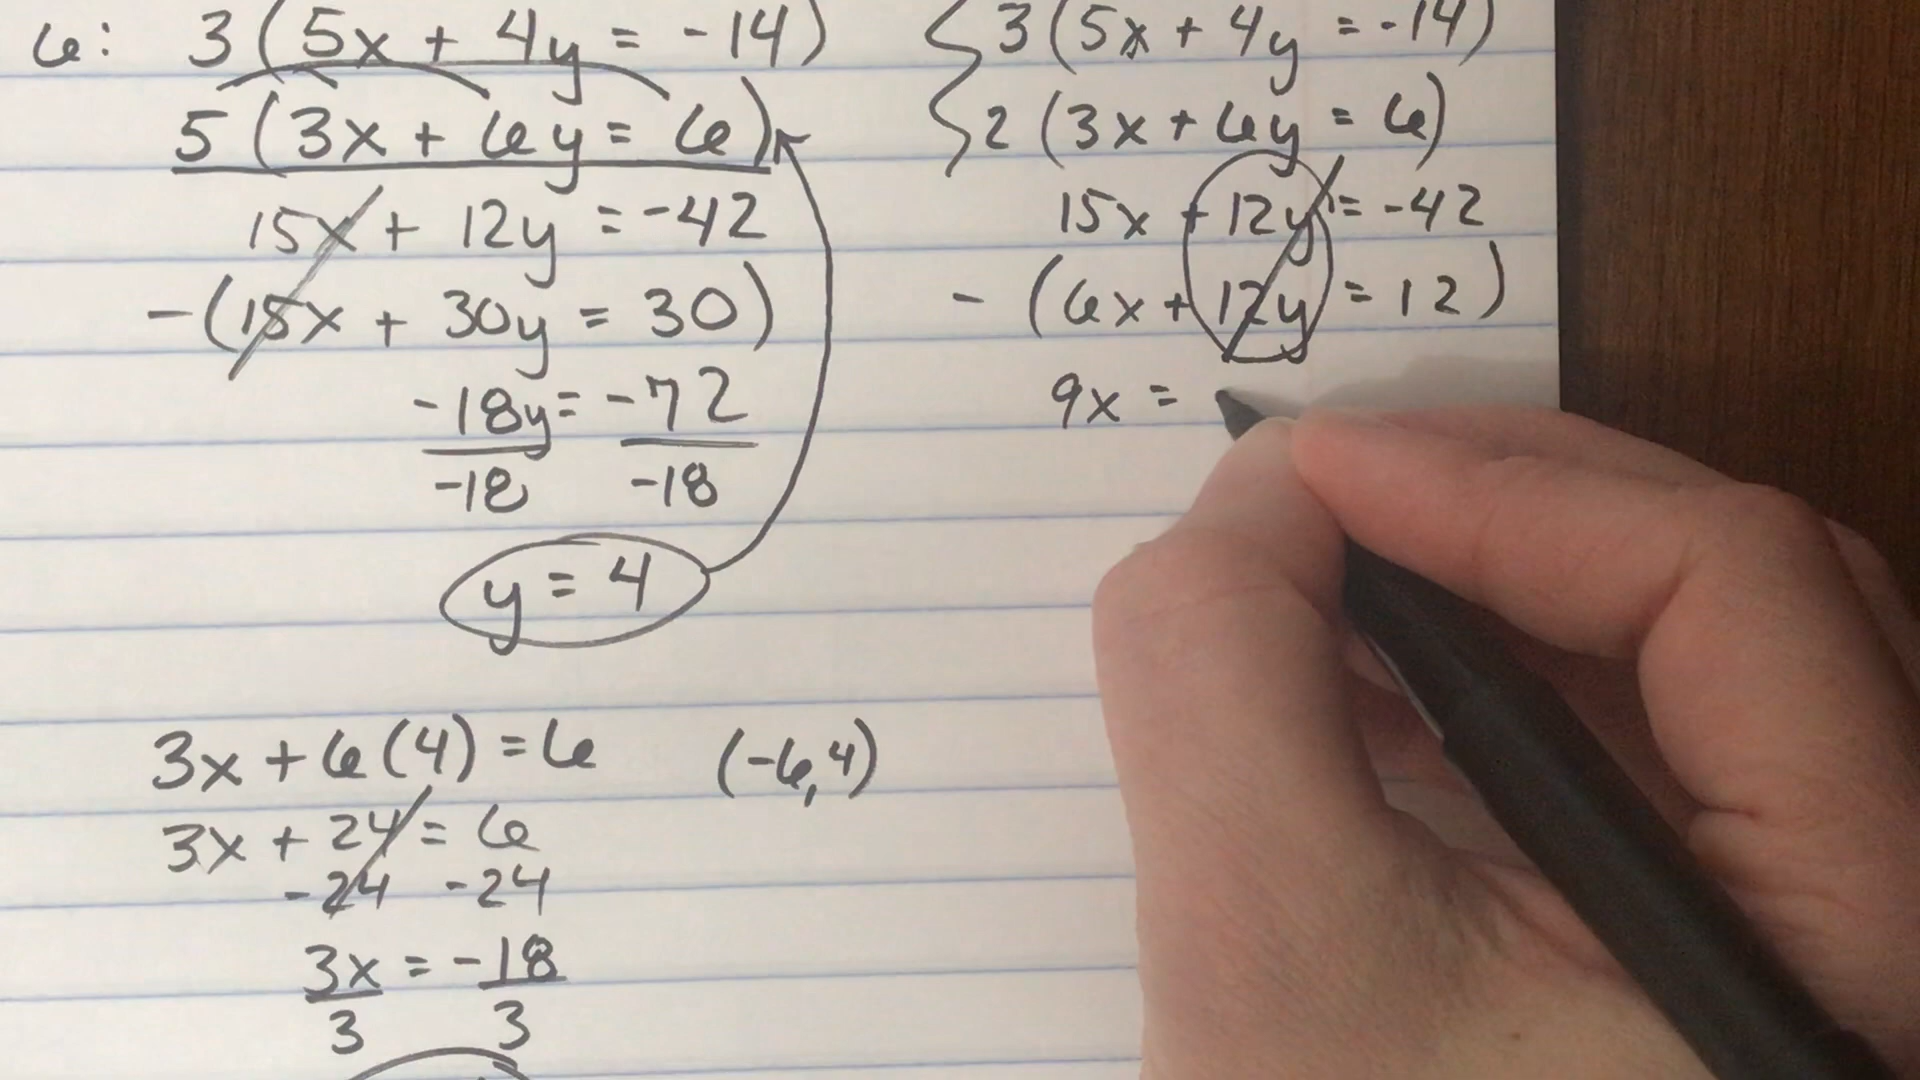 6: 3(5x + 4y = -14)
5(3x + 6y = 6)
15x + 12y = -42
-(15x + 30y = 30)
-18y = -72
-18 -18
y = 4
3x + 6(4) = 6
3x + 24 = 6
-24 -24
3x = -18
3 3
(-6,4)
{3(5x + 4y = -14)
2(3x + 6y = 6)
15x + 12y = -42
-(6x + 12y = 12)
9x =